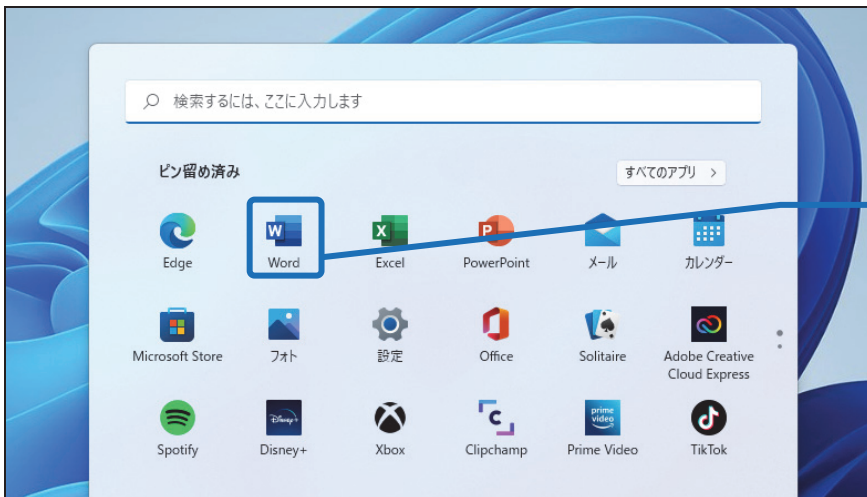 検索するには、ここに入力します
ピン留め済み
すべてのアプリ >
Edge
Word
Excel
PowerPoint
メール
カレンダー
Microsoft Store
フォト
設定
Office
Solitaire
Adobe Creative
Cloud Express
Disney+
prime
video
Spotify
Disney+
Xbox
Clipchamp
Prime Video
TikTok